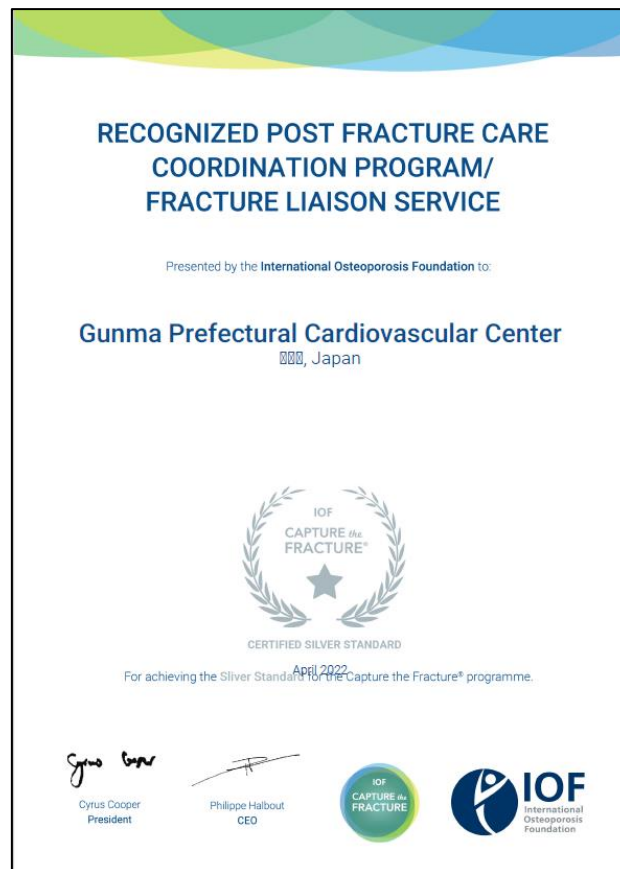 RECOGNIZED POST FRACTURE CARE
COORDINATION PROGRAM/
FRACTURE LIAISON SERVICE
Presented by the International Osteoporosis Foundation to:
Gunma Prefectural Cardiovascular Center
, Japan
IOF
CAPTURE the
FRACTURE®
CERTIFIED SILVER STANDARD
April 2022
For achieving the Sliver Standard for the Capture the Fracture® programme.
Cyrus Cooper
Cyrus Cooper
President
Philippe Halbout
CEO
IOF
CAPTURE the
FRACTURE
IOF
International
Osteoporosis
Foundation